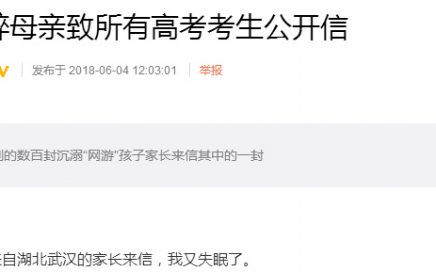 母亲致所有高考考生公开信
发布于 2018-06-04 12:03:01 举报
的数百封沉溺“网游”孩子家长来信其中的一封
自湖北武汉的家长来信，我又失眠了。